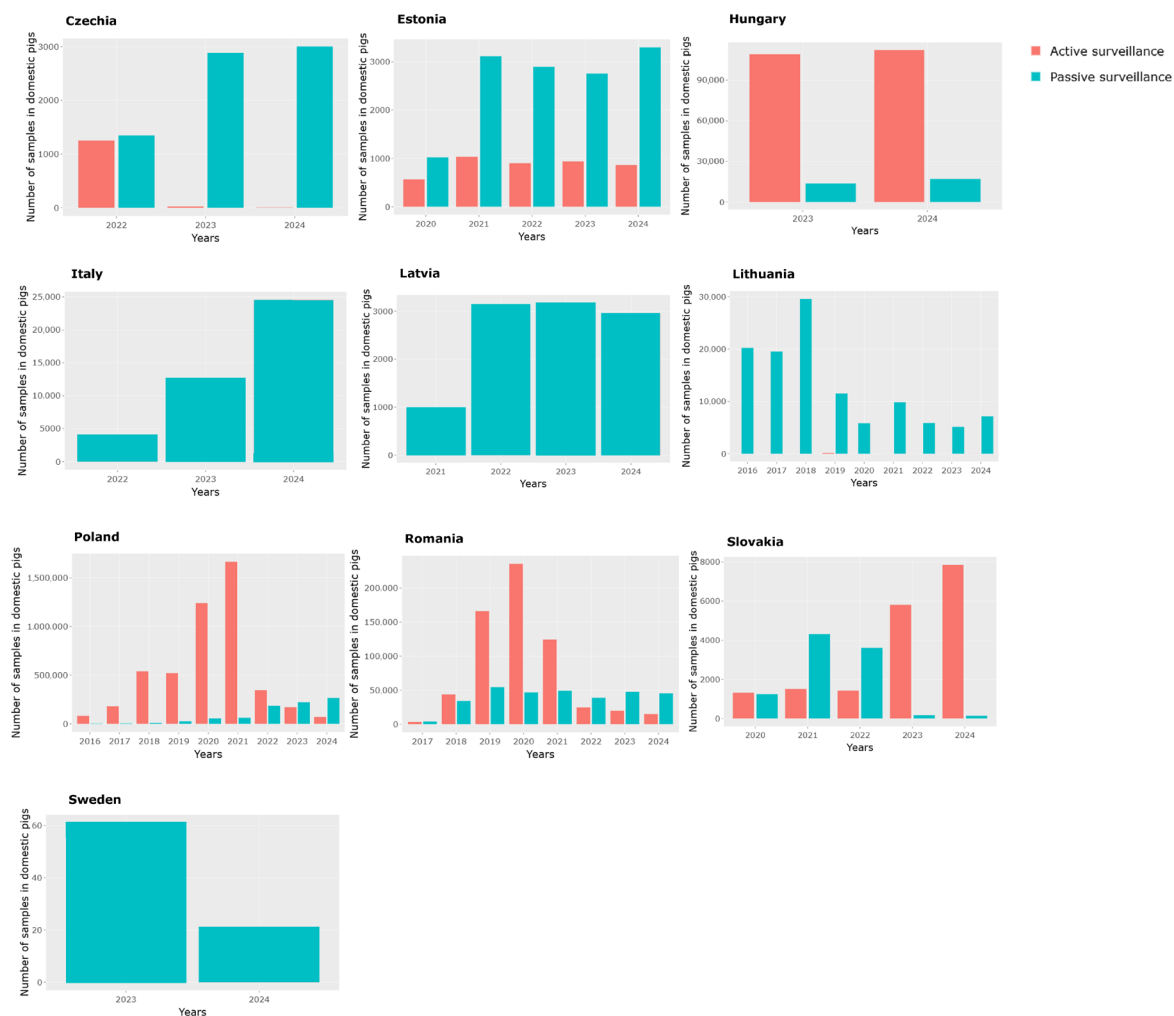 Czechia
Number of samples in domestic pigs
3000
2000
1000
0
2022 2023 2024
Years
Estonia
Number of samples in domestic pigs
3000
2000
1000
0
2020 2021 2022 2023 2024
Years
Hungary
Number of samples in domestic pigs
90,000
60,000
30,000
0
2023 2024
Years
Active surveillance
Passive surveillance
Italy
Number of samples in domestic pigs
25,000
20,000
15,000
10.000
5000
0
2022 2023 2024
Years
Latvia
Number of samples in domestic pigs
3000
2000
1000
0
2021 2022 2023 2024
Years
Lithuania
Number of samples in domestic pigs
30,000
20,000
10,000
0
2016 2017 2018 2019 2020 2021 2022 2023 2024
Years
Poland
Number of samples in domestic pigs
1,500,000
1.000,000
500,000
0
2016 2017 2018 2019 2020 2021 2022 2023 2024
Years
Romania
Number of samples in domestic pigs
200,000
150,000
100,000
50,000
0
2017 2018 2019 2020 2021 2022 2023 2024
Years
Slovakia
Number of samples in domestic pigs
8000
6000
4000
2000
0
2020 2021 2022 2023 2024
Years
Sweden
Number of samples in domestic pigs
60
40
20
0
2023 2024
Years